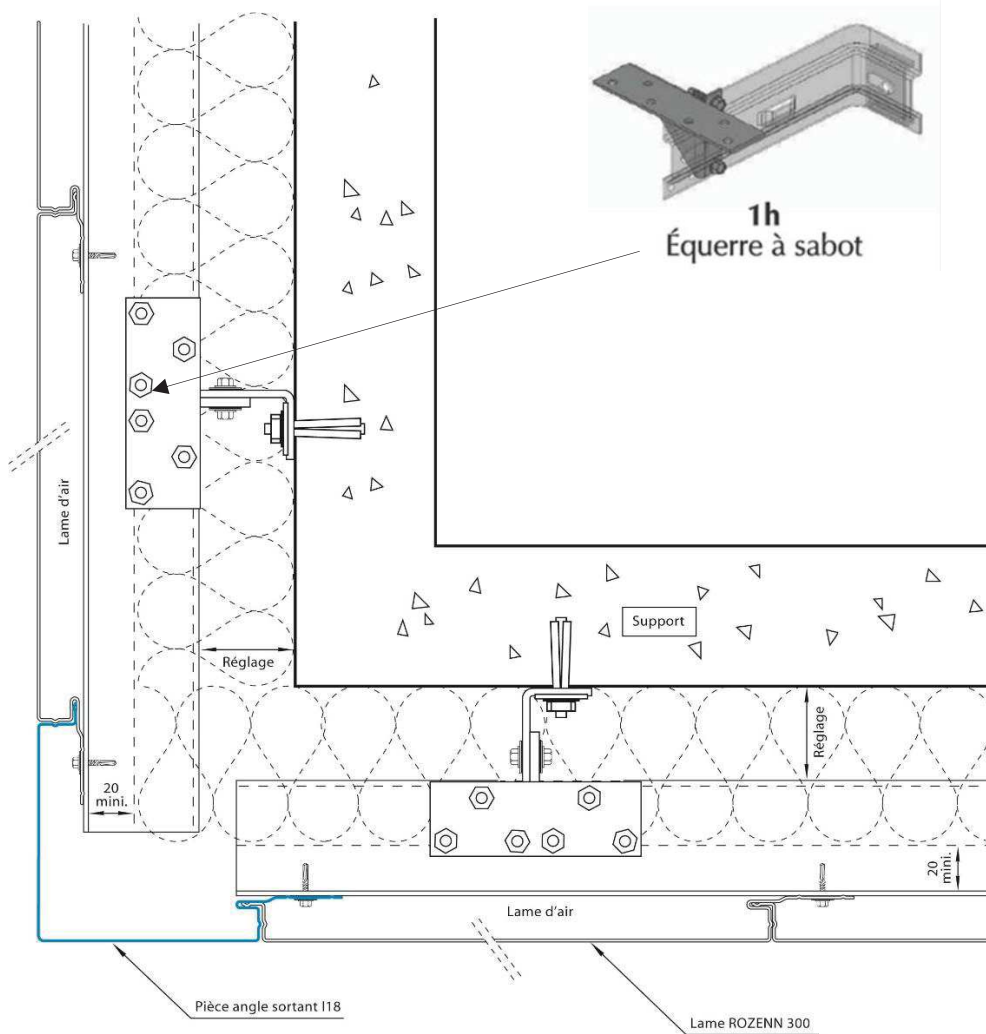 1h
Équerre à sabot
Lame d'air
Support
Réglage
Réglage
20
mini.
20
mini.
Lame d'air
Pièce angle sortant I18
Lame ROZENN 300